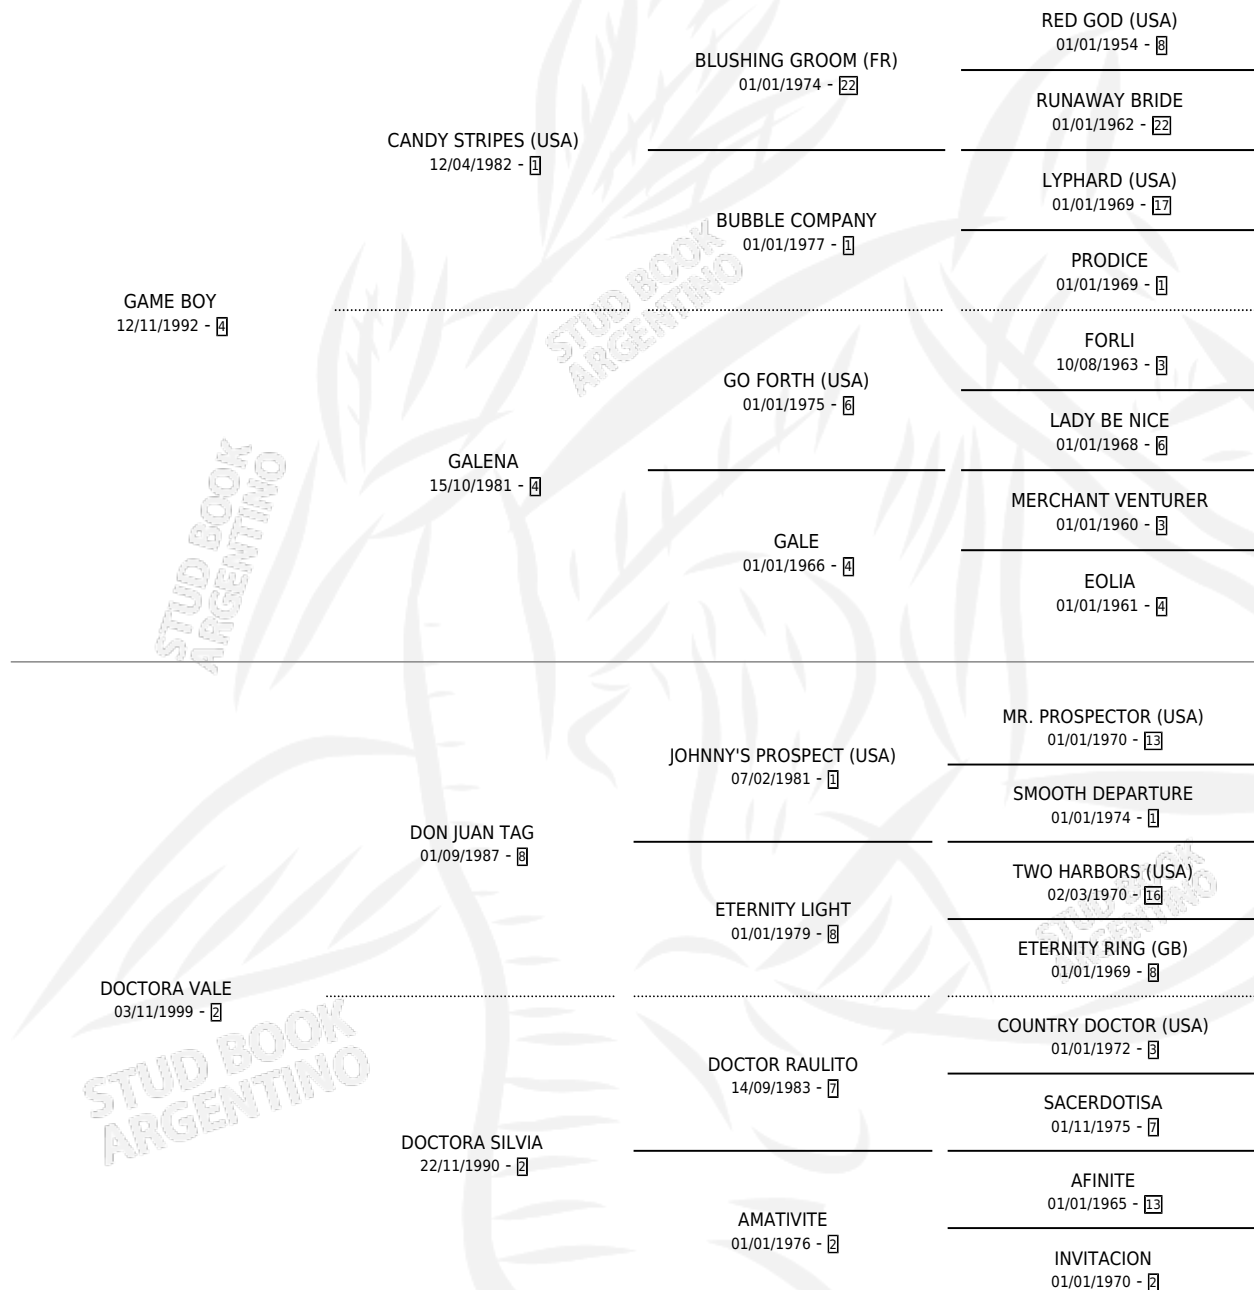 RED GOD (USA)
01/01/1954 - 8
BLUSHING GROOM (FR)
01/01/1974 - 22
RUNAWAY BRIDE
01/01/1962 - 22
CANDY STRIPES (USA)
12/04/1982 - 1
LYPHARD (USA)
01/01/1969 - 17
BUBBLE COMPANY
01/01/1977 - 1
PRODICE
01/01/1969 - 1
GAME BOY
12/11/1992 - 4
STUD BOOK
ARGENTINO
FORLI
10/08/1963 - 3
GO FORTH (USA)
01/01/1975 - 6
LADY BE NICE
01/01/1968 - 6
GALENA
15/10/1981 - 4
MERCHANT VENTURER
01/01/1960 - 3
GALE
01/01/1966 - 4
EOLIA
01/01/1961 - 4
STUD BOOK
ARGENTINO
MR. PROSPECTOR (USA)
01/01/1970 - 13
JOHNNY'S PROSPECT (USA)
07/02/1981 - 1
SMOOTH DEPARTURE
01/01/1974 - 1
DON JUAN TAG
01/09/1987 - 8
TWO HARBORS (USA)
02/03/1970 - 16
ETERNITY LIGHT
01/01/1979 - 8
ETERNITY RING (GB)
01/01/1969 - 8
STUD BOOK
ARGENTINO
DOCTORA VALE
03/11/1999 - 2
COUNTRY DOCTOR (USA)
01/01/1972 - 3
DOCTOR RAULITO
14/09/1983 - 7
SACERDOTISA
01/11/1975 - 7
STUD BOOK
ARGENTINO
DOCTORA SILVIA
22/11/1990 - 2
AFINITE
01/01/1965 - 13
AMATIVITE
01/01/1976 - 2
INVITACION
01/01/1970 - 2